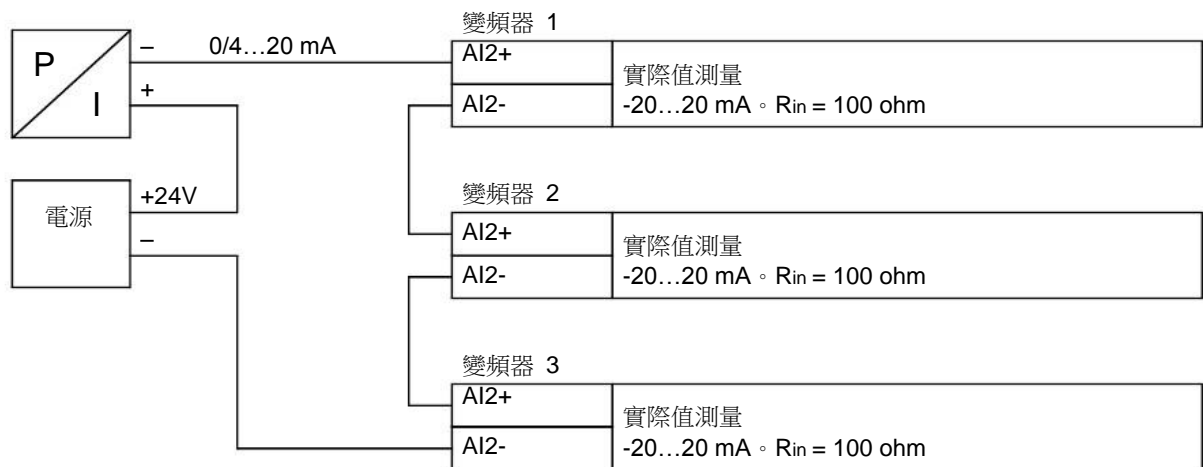 變頻器 1
P
I
–
0/4…20 mA
+
AI2+
AI2-
實際值測量
-20…20 mA。Rin = 100 ohm
電源
+24V
–
變頻器 2
AI2+
AI2-
實際值測量
-20…20 mA。Rin = 100 ohm
變頻器 3
AI2+
AI2-
實際值測量
-20…20 mA。Rin = 100 ohm